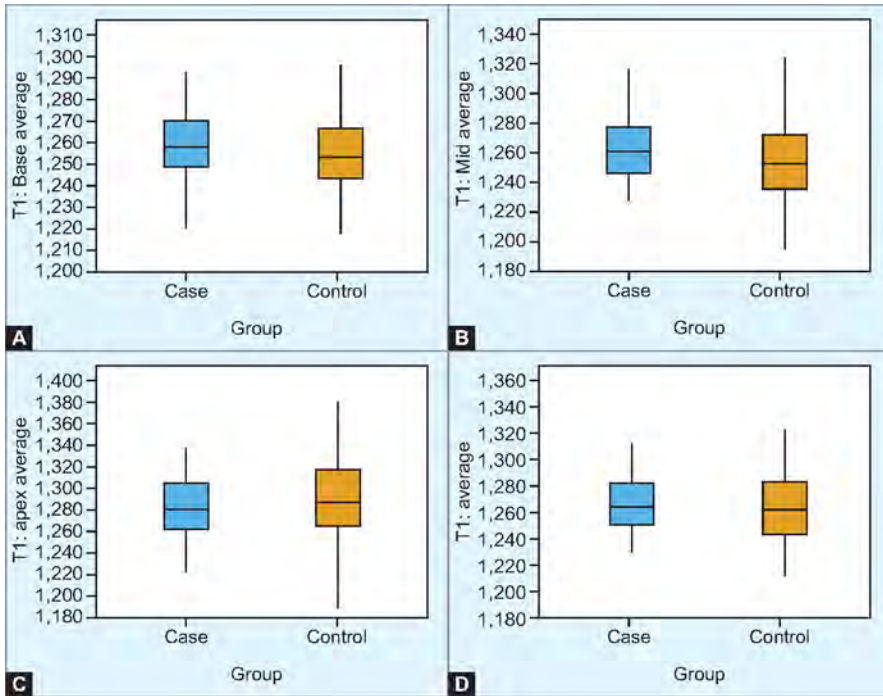 T1: Base average
1,310
1,300
1,290
1,280
1,270
1,260
1,250
1,240
1,230
1,220
1,210
1,200
Case
Control
Group
A
T1: Mid average
1,340
1,320
1,300
1,280
1,260
1,240
1,220
1,200
1,180
Case
Control
Group
B
T1: apex average
1,400
1,380
1,360
1,340
1,320
1,300
1,280
1,260
1,240
1,220
1,200
1,180
Case
Control
Group
C
T1: average
1,360
1,340
1,320
1,300
1,280
1,260
1,240
1,220
1,200
1,180
Case
Control
Group
D